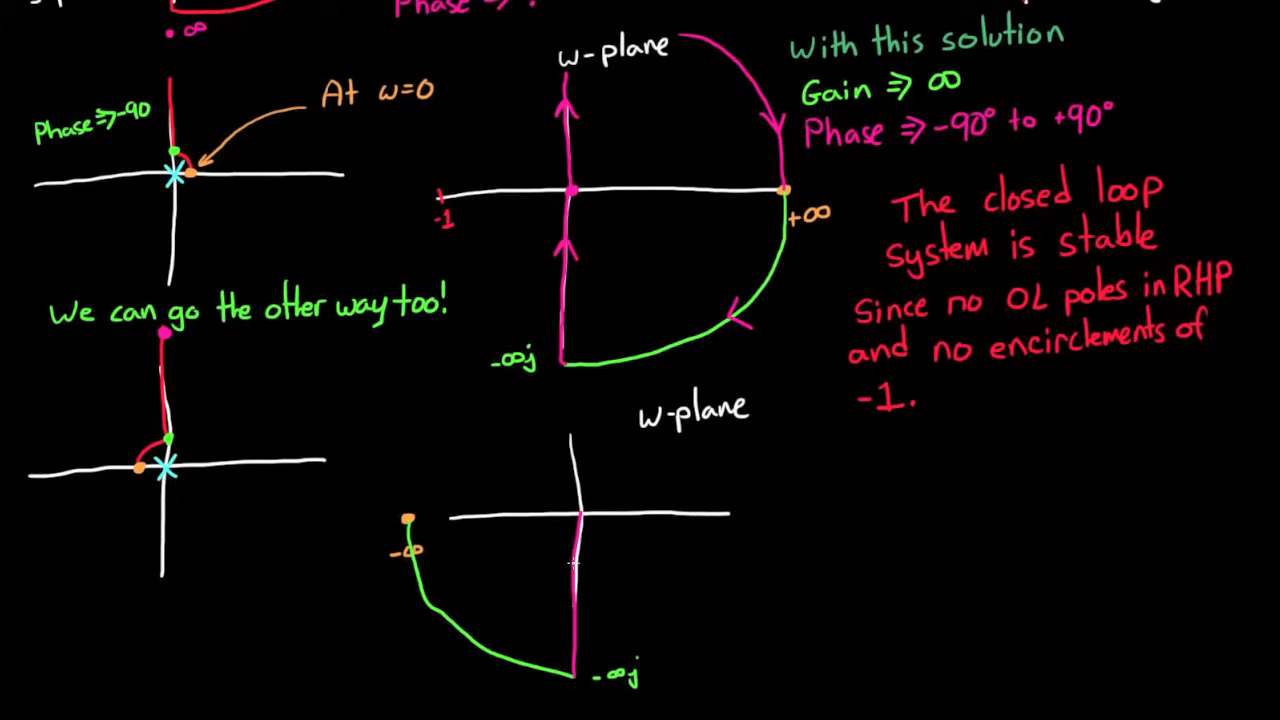 ∞
w-plane
With this solution
Gain ⇒ ∞
Phase ⇒ -90° to +90°
At ω=0
Phase ⇒ -90
-1
+∞
-∞j
The closed loop
system is stable
Since no OL poles in RHP
and no encirclements of
-1.
We can go the other way too!
w-plane
-∞
-∞j